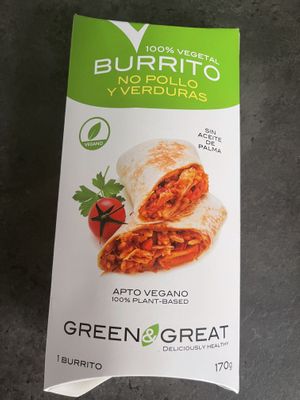 100% VEGETAL
BURRITO
NO POLLO
Y VERDURAS
VEGANO
SIN
ACEITE
DE
PALMA
APTO VEGANO
100% PLANT-BASED
GREEN&GREAT
...DELICIOUSLY HEALTHY
1 BURRITO
170g